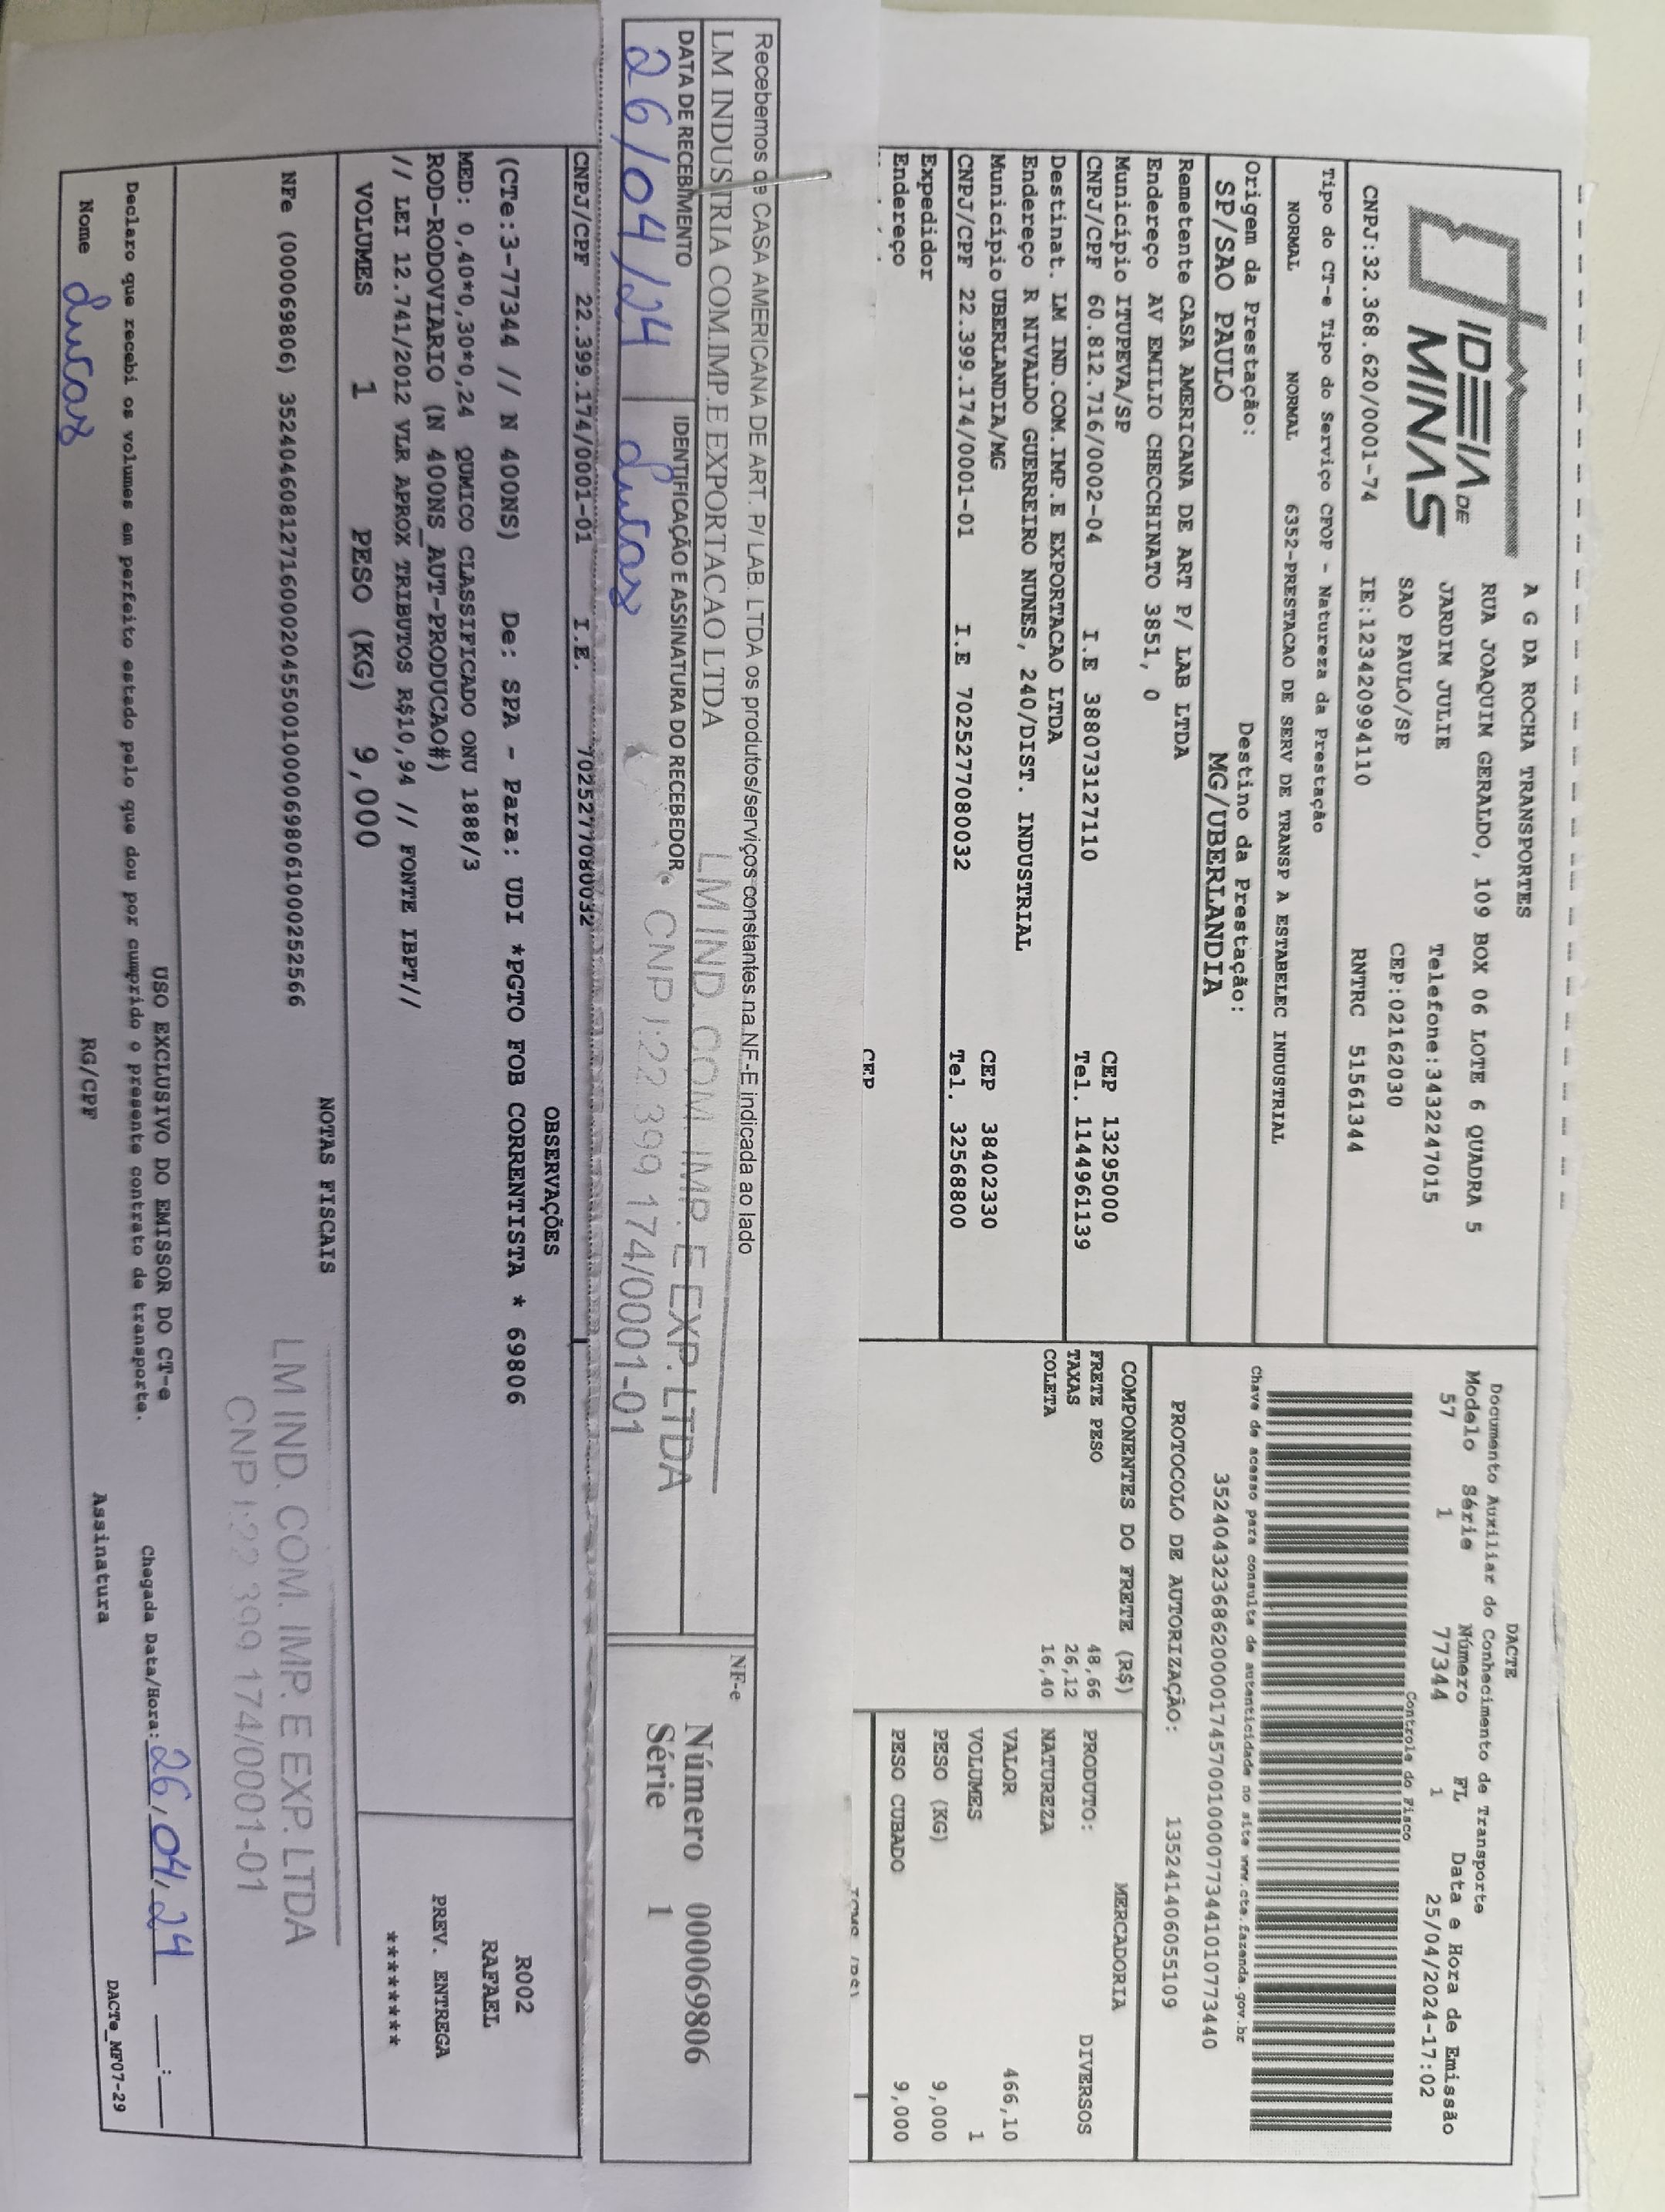 IDEIA DE
MINAS
A G DA ROCHA TRANSPORTES
RUA JOAQUIM GERALDO, 109 BOX 06 LOTE 6 QUADRA 5
JARDIM JULIE Telefone:3432247015
SAO PAULO/SP CEP:02162030
CNPJ:32.368.620/0001-74 IE:123420994110 RNTRC 51561344
Tipo do CT-e Tipo do Serviço CFOP - Natureza da Prestação
NORMAL NORMAL 6352-PRESTACAO DE SERV DE TRANSP A ESTABELEC INDUSTRIAL
Origem da Prestação: Destino da Prestação:
SP/SAO PAULO MG/UBERLANDIA
Remetente CASA AMERICANA DE ART P/ LAB LTDA
Endereço AV EMILIO CHECCHINATO 3851, 0
Município ITUPEVA/SP CEP 13295000
CNPJ/CPF 60.812.716/0002-04 I.E 388073127110 Tel. 1144961139
Destinat. LM IND.COM.IMP.E EXPORTACAO LTDA
Endereço R NIVALDO GUERREIRO NUNES, 240/DIST. INDUSTRIAL
Município UBERLANDIA/MG CEP 38402330
CNPJ/CPF 22.399.174/0001-01 I.E 7025277080032 Tel. 32568800
Expedidor
Endereço
CEP
DACTE
Documento Auxiliar do Conhecimento de Transporte
Modelo Série Número FL Data e Hora de Emissão
57 1 77344 1 25/04/2024-17:02
Controle do Fisco
Chave de acesso para consulta de autenticidade no site www.cte.fazenda.gov.br
35240432368620000174570010000773441010773440
PROTOCOLO DE AUTORIZAÇÃO: 135241406055109
COMPONENTES DO FRETE (R$)
FRETE PESO 48,66
TAXAS 26,12
COLETA 16,40
MERCADORIA
PRODUTO: DIVERSOS
NATUREZA
VALOR 466,10
VOLUMES 1
PESO (KG) 9,000
PESO CUBADO 9,000
Recebemos de CASA AMERICANA DE ART. P/ LAB. LTDA os produtos/serviços constantes na NF-E indicada ao lado
LM INDUSTRIA COM.IMP.E EXPORTACAO LTDA
DATA DE RECEBIMENTO IDENTIFICAÇÃO E ASSINATURA DO RECEBEDOR
26/04/24 Lucas
LM IND. COM. IMP. E EXP. LTDA
CNPJ:22 399 174/0001-01
NF-e
Número 000069806
Série 1
CNPJ/CPF 22.399.174/0001-01 I.E. 7025277080032
OBSERVAÇÕES
(CTe:3-77344 // N 400NS) De: SPA - Para: UDI *PGTO FOB CORRENTISTA * 69806
MED: 0,40*0,30*0,24 QUMICO CLASSIFICADO ONU 1888/3
ROD-RODOVIARIO (N 400NS_AUT-PRODUCAO#)
// LEI 12.741/2012 VLR APROX TRIBUTOS R$10,94 // FONTE IBPT//
R002
RAFAEL
PREV. ENTREGA
********
VOLUMES 1 PESO (KG) 9,000
NOTAS FISCAIS
NFe (000069806) 35240460812716000204550010000698061000252566
LM IND. COM. IMP. E EXP. LTDA
CNPJ:22 399 174/0001-01
USO EXCLUSIVO DO EMISSOR DO CT-e
Declaro que recebi os volumes em perfeito estado pelo que dou por cumprido o presente contrato de transporte.
Chegada Data/Hora: 26/04/24 __:__
Nome Lucas RG/CPF Assinatura
DACTe_MF07-29